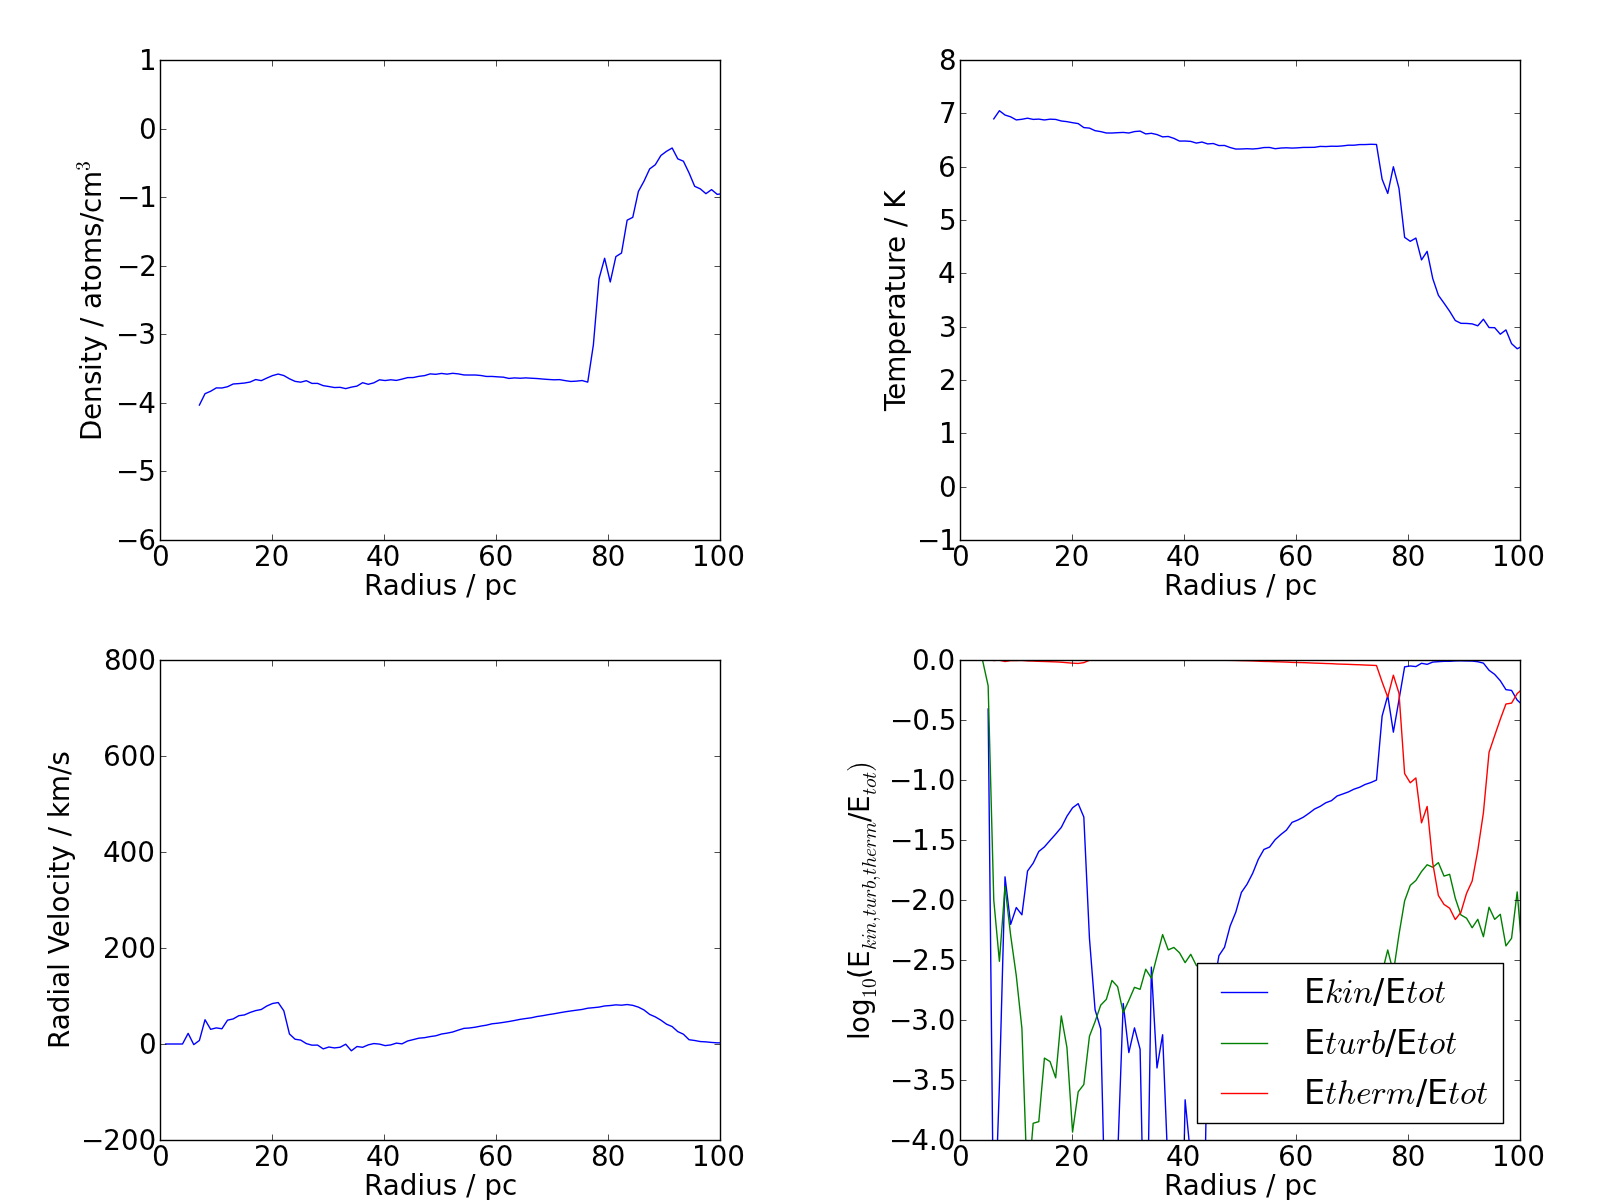 1
0
−1
−2
−3
−4
−5
−6
0 20 40 60 80 100
Radius / pc
Density / atoms/cm³
8
7
6
5
4
3
2
1
0
−1
0 20 40 60 80 100
Radius / pc
Temperature / K
800
600
400
200
0
−200
0 20 40 60 80 100
Radius / pc
Radial Velocity / km/s
0.0
−0.5
−1.0
−1.5
−2.0
−2.5
−3.0
−3.5
−4.0
0 20 40 60 80 100
Radius / pc
log₁₀(E_kin,turb,therm/E_tot)
Ekin/Etot
Eturb/Etot
Etherm/Etot